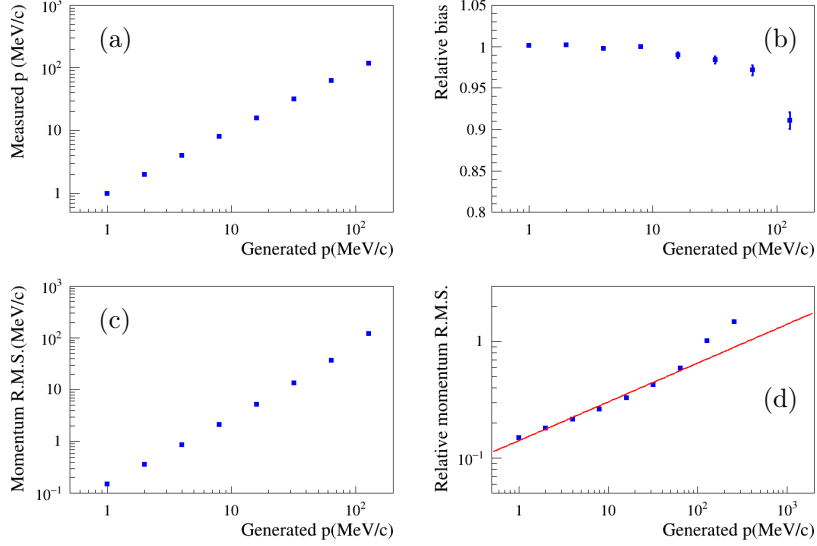 Measured p (MeV/c)
10³
10²
10
1
(a)
1
10
10²
Generated p(MeV/c)
Relative bias
1.05
1
0.95
0.9
0.85
0.8
(b)
1
10
10²
Generated p(MeV/c)
Momentum R.M.S.(MeV/c)
10³
10²
10
1
10⁻¹
(c)
1
10
10²
Generated p(MeV/c)
Relative momentum R.M.S.
1
10⁻¹
(d)
1
10
10²
10³
Generated p(MeV/c)